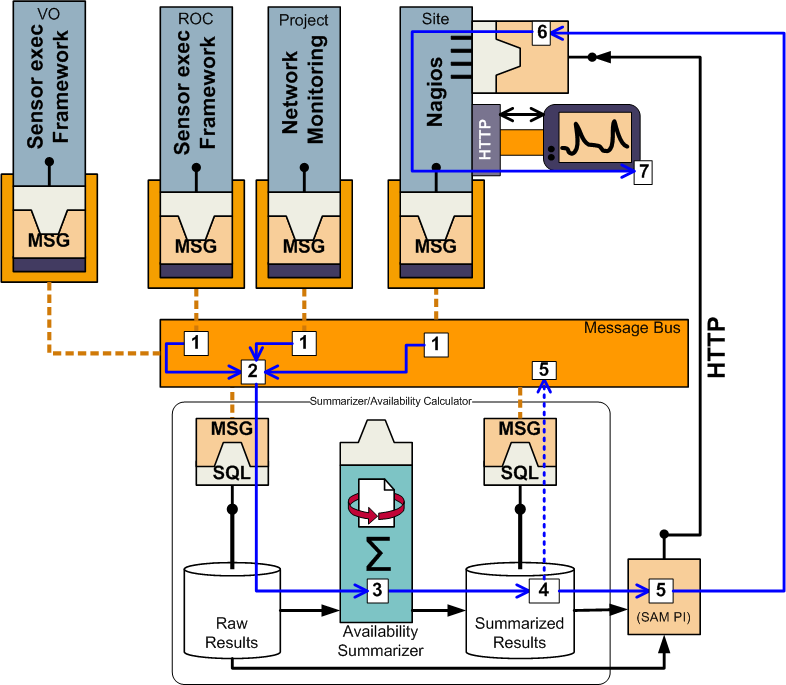 VO
Sensor exec
Framework
MSG
ROC
Sensor exec
Framework
MSG
Project
Network
Monitoring
MSG
Site
Nagios
MSG
HTTP
6
7
HTTP
Message Bus
1
1
1
2
5
Summarizer/Availability Calculator
MSG
SQL
MSG
SQL
Σ
3
4
5
(SAM PI)
Raw
Results
Availability
Summarizer
Summarized
Results